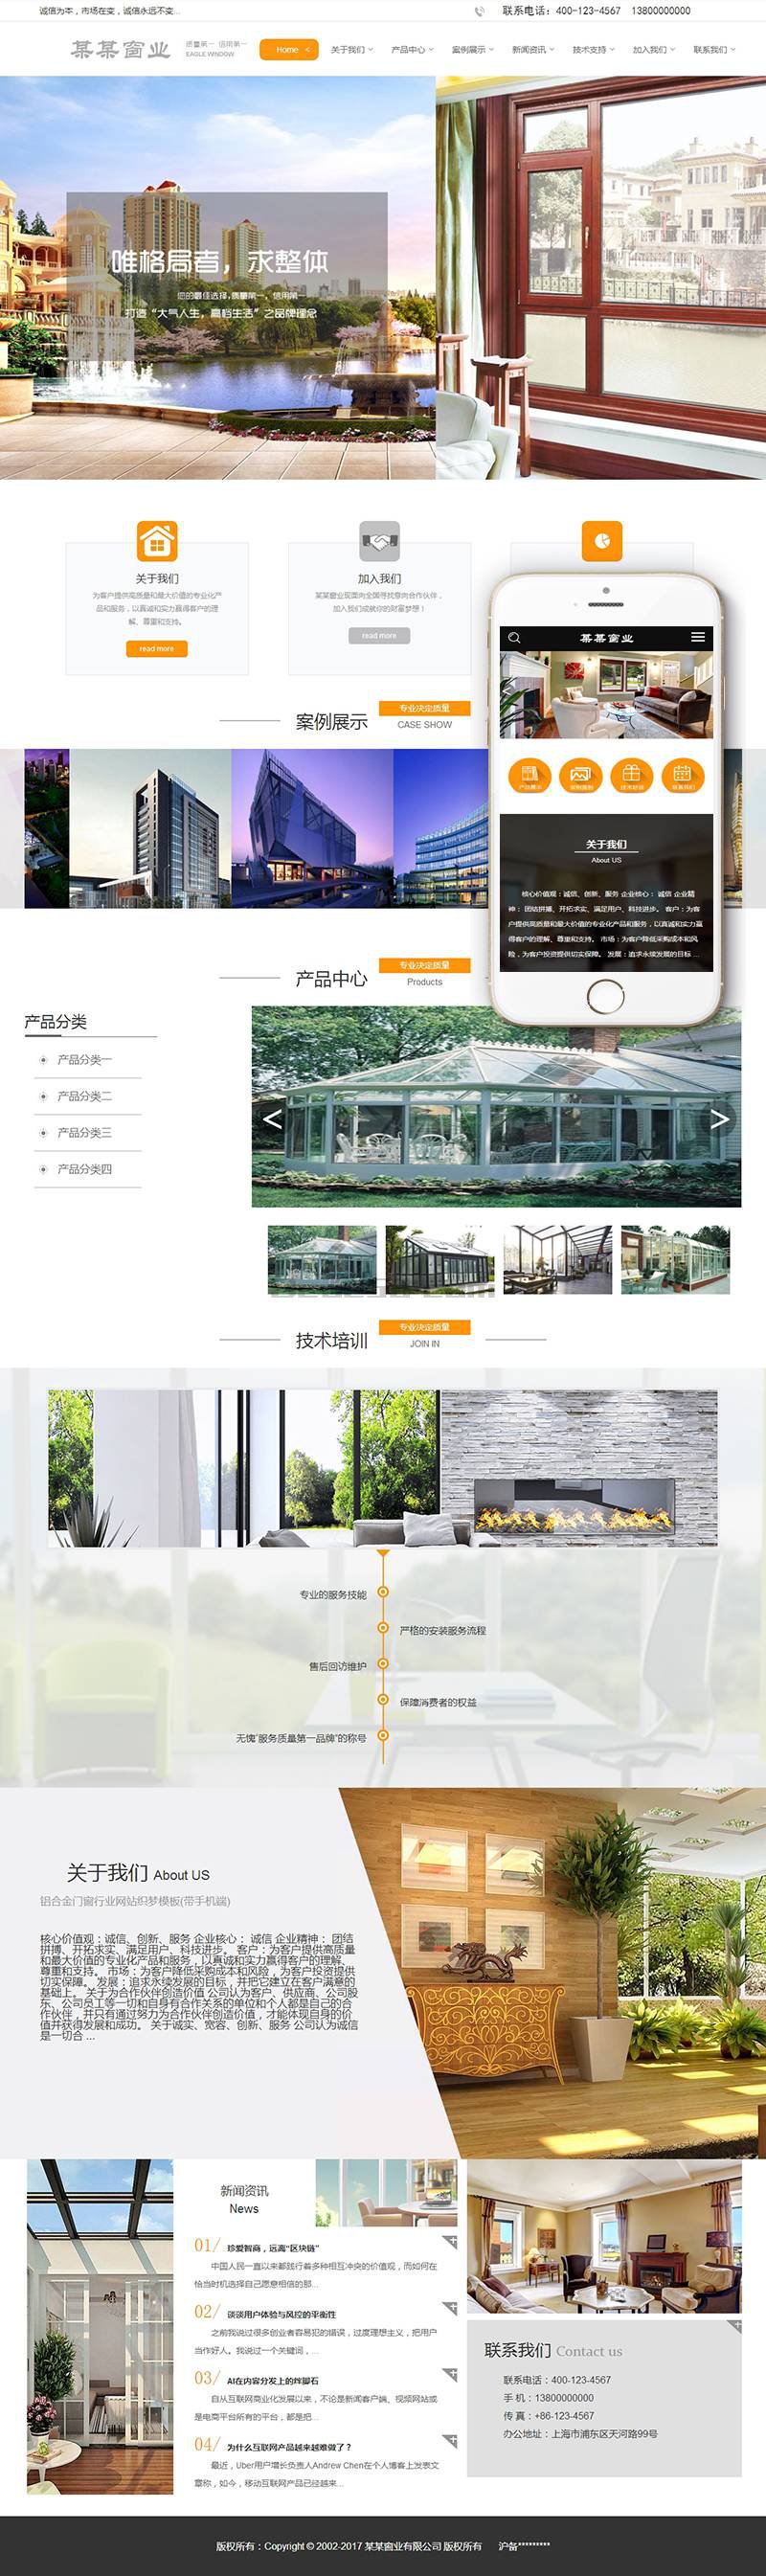 诚信为本，市场在变，诚信永远不变...
联系电话：400-123-4567 13800000000
某某窗业
质量第一 信用第一
EAGLE WINDOW
Home <
关于我们
产品中心
案例展示
新闻资讯
技术支持
加入我们
联系我们
唯格局者，求整体
您的最佳选择,质量第一，信用第一
打造“大气人生，高档生活”之品牌理念
关于我们
为客户提供高质量和最大价值的专业化产
品和服务，以真诚和实力赢得客户的理
解、尊重和支持。
read more
加入我们
某某窗业现面向全国寻找意向合作伙伴，
加入我们成就你的财富梦想！
read more
某某窗业
产品展示
案例展示
技术支持
联系我们
关于我们
About US
核心价值观：诚信、创新、服务 企业核心： 诚信 企业精
神： 团结拼搏、开拓求实、满足用户、科技进步。 客户：为客
户提供高质量和最大价值的专业化产品和服务，以真诚和实力赢
得客户的理解、尊重和支持。 市场：为客户降低采购成本和风
险，为客户投资提供切实保障。 发展：追求永续发展的目标 ...
案例展示
专业决定质量
CASE SHOW
产品中心
专业决定质量
Products
产品分类
产品分类一
产品分类二
产品分类三
产品分类四
<
>
技术培训
专业决定质量
JOIN IN
专业的服务技能
严格的安装服务流程
售后回访维护
保障消费者的权益
无愧“服务质量第一品牌”的称号
关于我们 About US
铝合金门窗行业网站织梦模板(带手机端)
核心价值观：诚信、创新、服务 企业核心： 诚信 企业精神： 团结
拼搏、开拓求实、满足用户、科技进步。 客户：为客户提供高质量
和最大价值的专业化产品和服务，以真诚和实力赢得客户的理解、
尊重和支持。 市场：为客户降低采购成本和风险，为客户投资提供
切实保障。 发展：追求永续发展的目标，并把它建立在客户满意的
基础上。 关于为合作伙伴创造价值 公司认为客户、供应商、公司股
东、公司员工等一切和自身有合作关系的单位和个人都是自己的合
作伙伴，并只有通过努力为合作伙伴创造价值，才能体现自身的价
值并获得发展和成功。 关于诚实、宽容、创新、服务 公司认为诚信
是一切合 ...
新闻资讯
News
01/ 珍爱智商，远离“区块链”
中国人民一直以来都践行着多种相互冲突的价值观，而如何在
恰当时机选择自己愿意相信的那...
02/ 谈谈用户体验与风控的平衡性
之前我说过很多创业者容易犯的错误，过度理想主义，把用户
当作好人。我说过一个关键词，...
03/ AI在内容分发上的绊脚石
自从互联网商业化发展以来，不论是新闻客户端、视频网站或
是电商平台所有的平台，都是把...
04/ 为什么互联网产品越来越难做了？
最近，Uber用户增长负责人Andrew Chen在个人博客上发表文
章称，如今，移动互联网产品已经越来...
联系我们 Contact us
联系电话：400-123-4567
手 机：13800000000
传 真：+86-123-4567
办公地址：上海市浦东区天河路99号
版权所有：Copyright © 2002-2017 某某窗业有限公司 版权所有 沪备*********